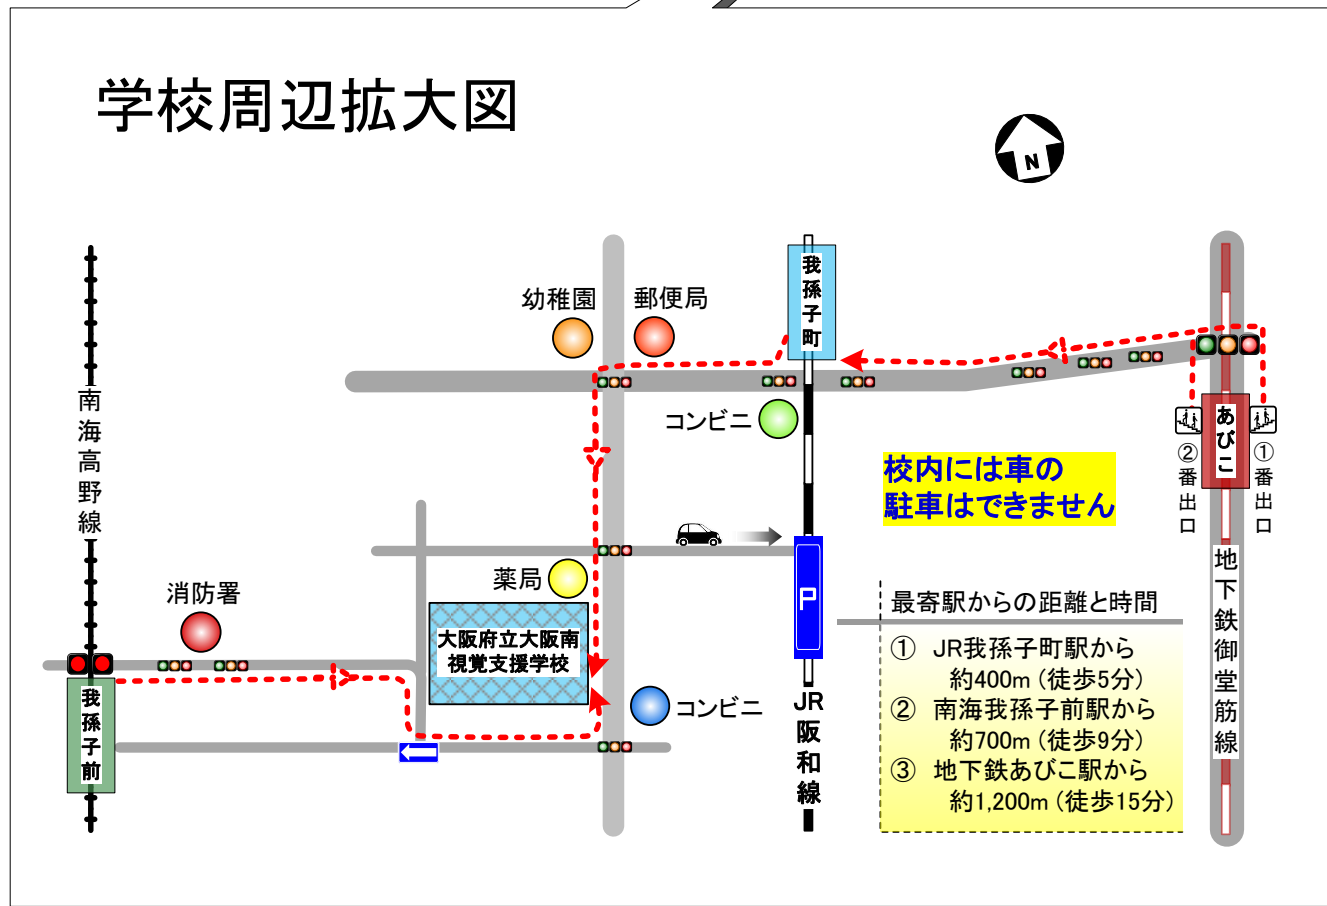 学校周辺拡大図
N
幼稚園
郵便局
我孫子町
コンビニ
南海高野線
あびこ
②番出口
①番出口
校内には車の
駐車はできません
薬局
消防署
P
地下鉄御堂筋線
大阪府立大阪南
視覚支援学校
最寄駅からの距離と時間
① JR我孫子町駅から
約400m (徒歩5分)
② 南海我孫子前駅から
約700m (徒歩9分)
③ 地下鉄あびこ駅から
約1,200m (徒歩15分)
我孫子前
コンビニ
JR阪和線